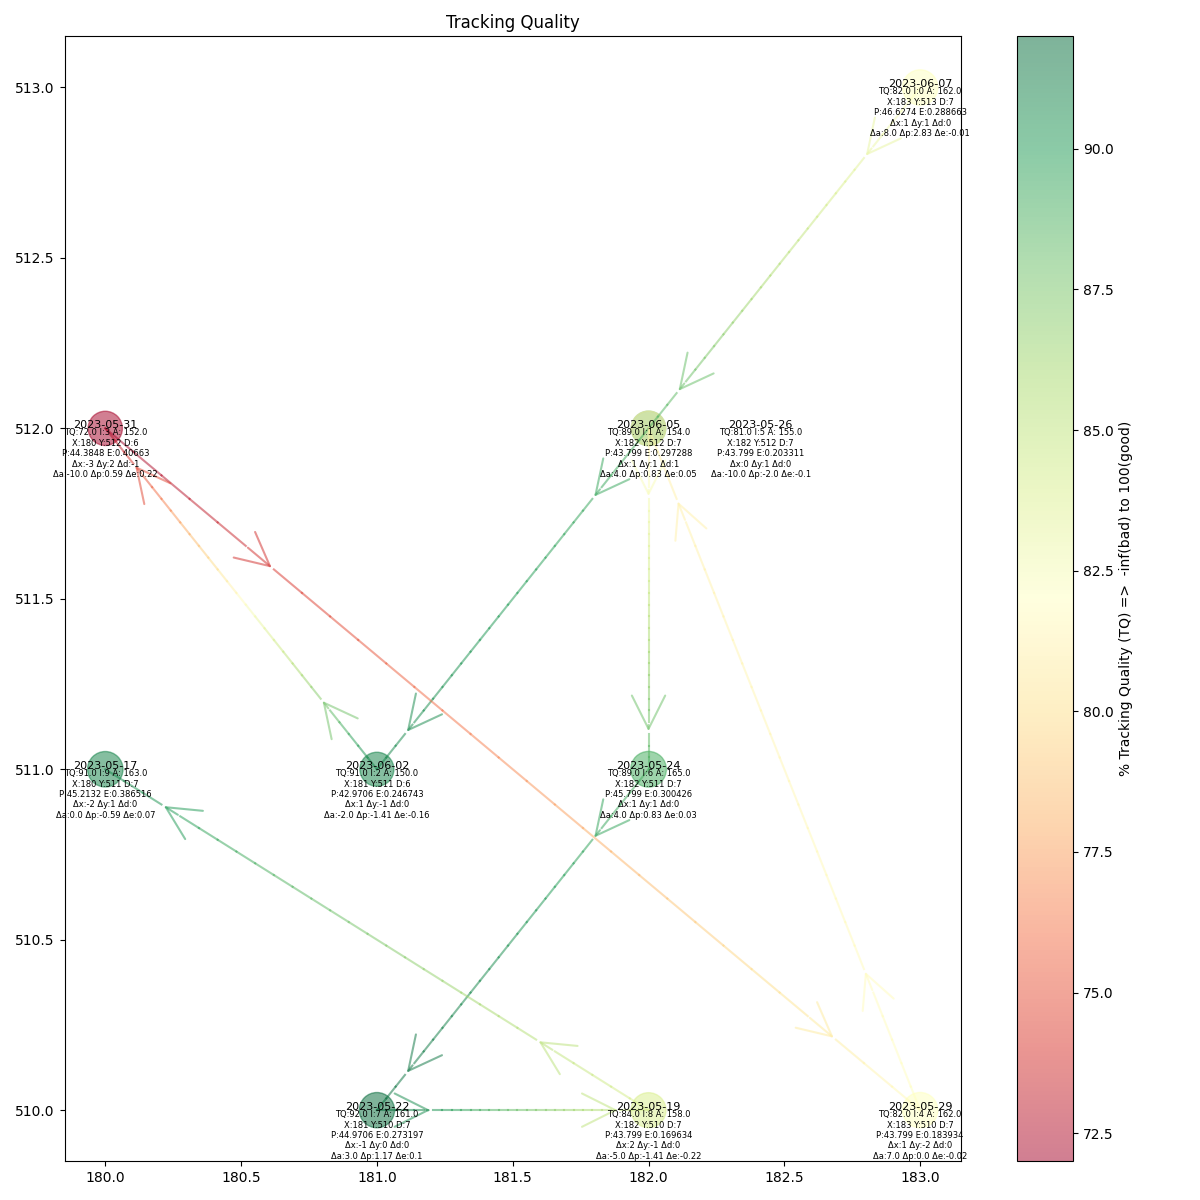 Tracking Quality
513.0
512.5
512.0
511.5
511.0
510.5
510.0
180.0
180.5
181.0
181.5
182.0
182.5
183.0
2023-06-07
TQ:82.0 I:0 A: 162.0
X:183 Y:513 D:7
P:46.6274 E:0.288663
Δx:1 Δy:1 Δd:0
Δa:8.0 Δp:2.83 Δe:-0.01
2023-05-31
TQ:72.0 I:3 A: 152.0
X:180 Y:512 D:6
P:44.3848 E:0.40663
Δx:-3 Δy:2 Δd:-1
Δa:-10.0 Δp:0.59 Δe:0.22
2023-06-05
TQ:89.0 I:1 A: 154.0
X:182 Y:512 D:7
P:43.799 E:0.297288
Δx:1 Δy:1 Δd:1
Δa:4.0 Δp:0.83 Δe:0.05
2023-05-26
TQ:81.0 I:5 A: 155.0
X:182 Y:512 D:7
P:43.799 E:0.203311
Δx:0 Δy:1 Δd:0
Δa:-10.0 Δp:-2.0 Δe:-0.1
2023-05-17
TQ:91.0 I:9 A: 163.0
X:180 Y:511 D:7
P:45.2132 E:0.386516
Δx:-2 Δy:1 Δd:0
Δa:0.0 Δp:-0.59 Δe:0.07
2023-06-02
TQ:91.0 I:2 A: 150.0
X:181 Y:511 D:6
P:42.9706 E:0.246743
Δx:1 Δy:-1 Δd:0
Δa:-2.0 Δp:-1.41 Δe:-0.16
2023-05-24
TQ:89.0 I:6 A: 165.0
X:182 Y:511 D:7
P:45.799 E:0.300426
Δx:1 Δy:1 Δd:0
Δa:4.0 Δp:0.83 Δe:0.03
2023-05-22
TQ:92.0 I:7 A: 161.0
X:181 Y:510 D:7
P:44.9706 E:0.273197
Δx:-1 Δy:0 Δd:0
Δa:3.0 Δp:1.17 Δe:0.1
2023-05-19
TQ:84.0 I:8 A: 158.0
X:182 Y:510 D:7
P:43.799 E:0.169634
Δx:2 Δy:-1 Δd:0
Δa:-5.0 Δp:-1.41 Δe:-0.22
2023-05-29
TQ:82.0 I:4 A: 162.0
X:183 Y:510 D:7
P:43.799 E:0.183934
Δx:1 Δy:-2 Δd:0
Δa:7.0 Δp:0.0 Δe:-0.02
90.0
87.5
85.0
82.5
80.0
77.5
75.0
72.5
% Tracking Quality (TQ) => -inf(bad) to 100(good)